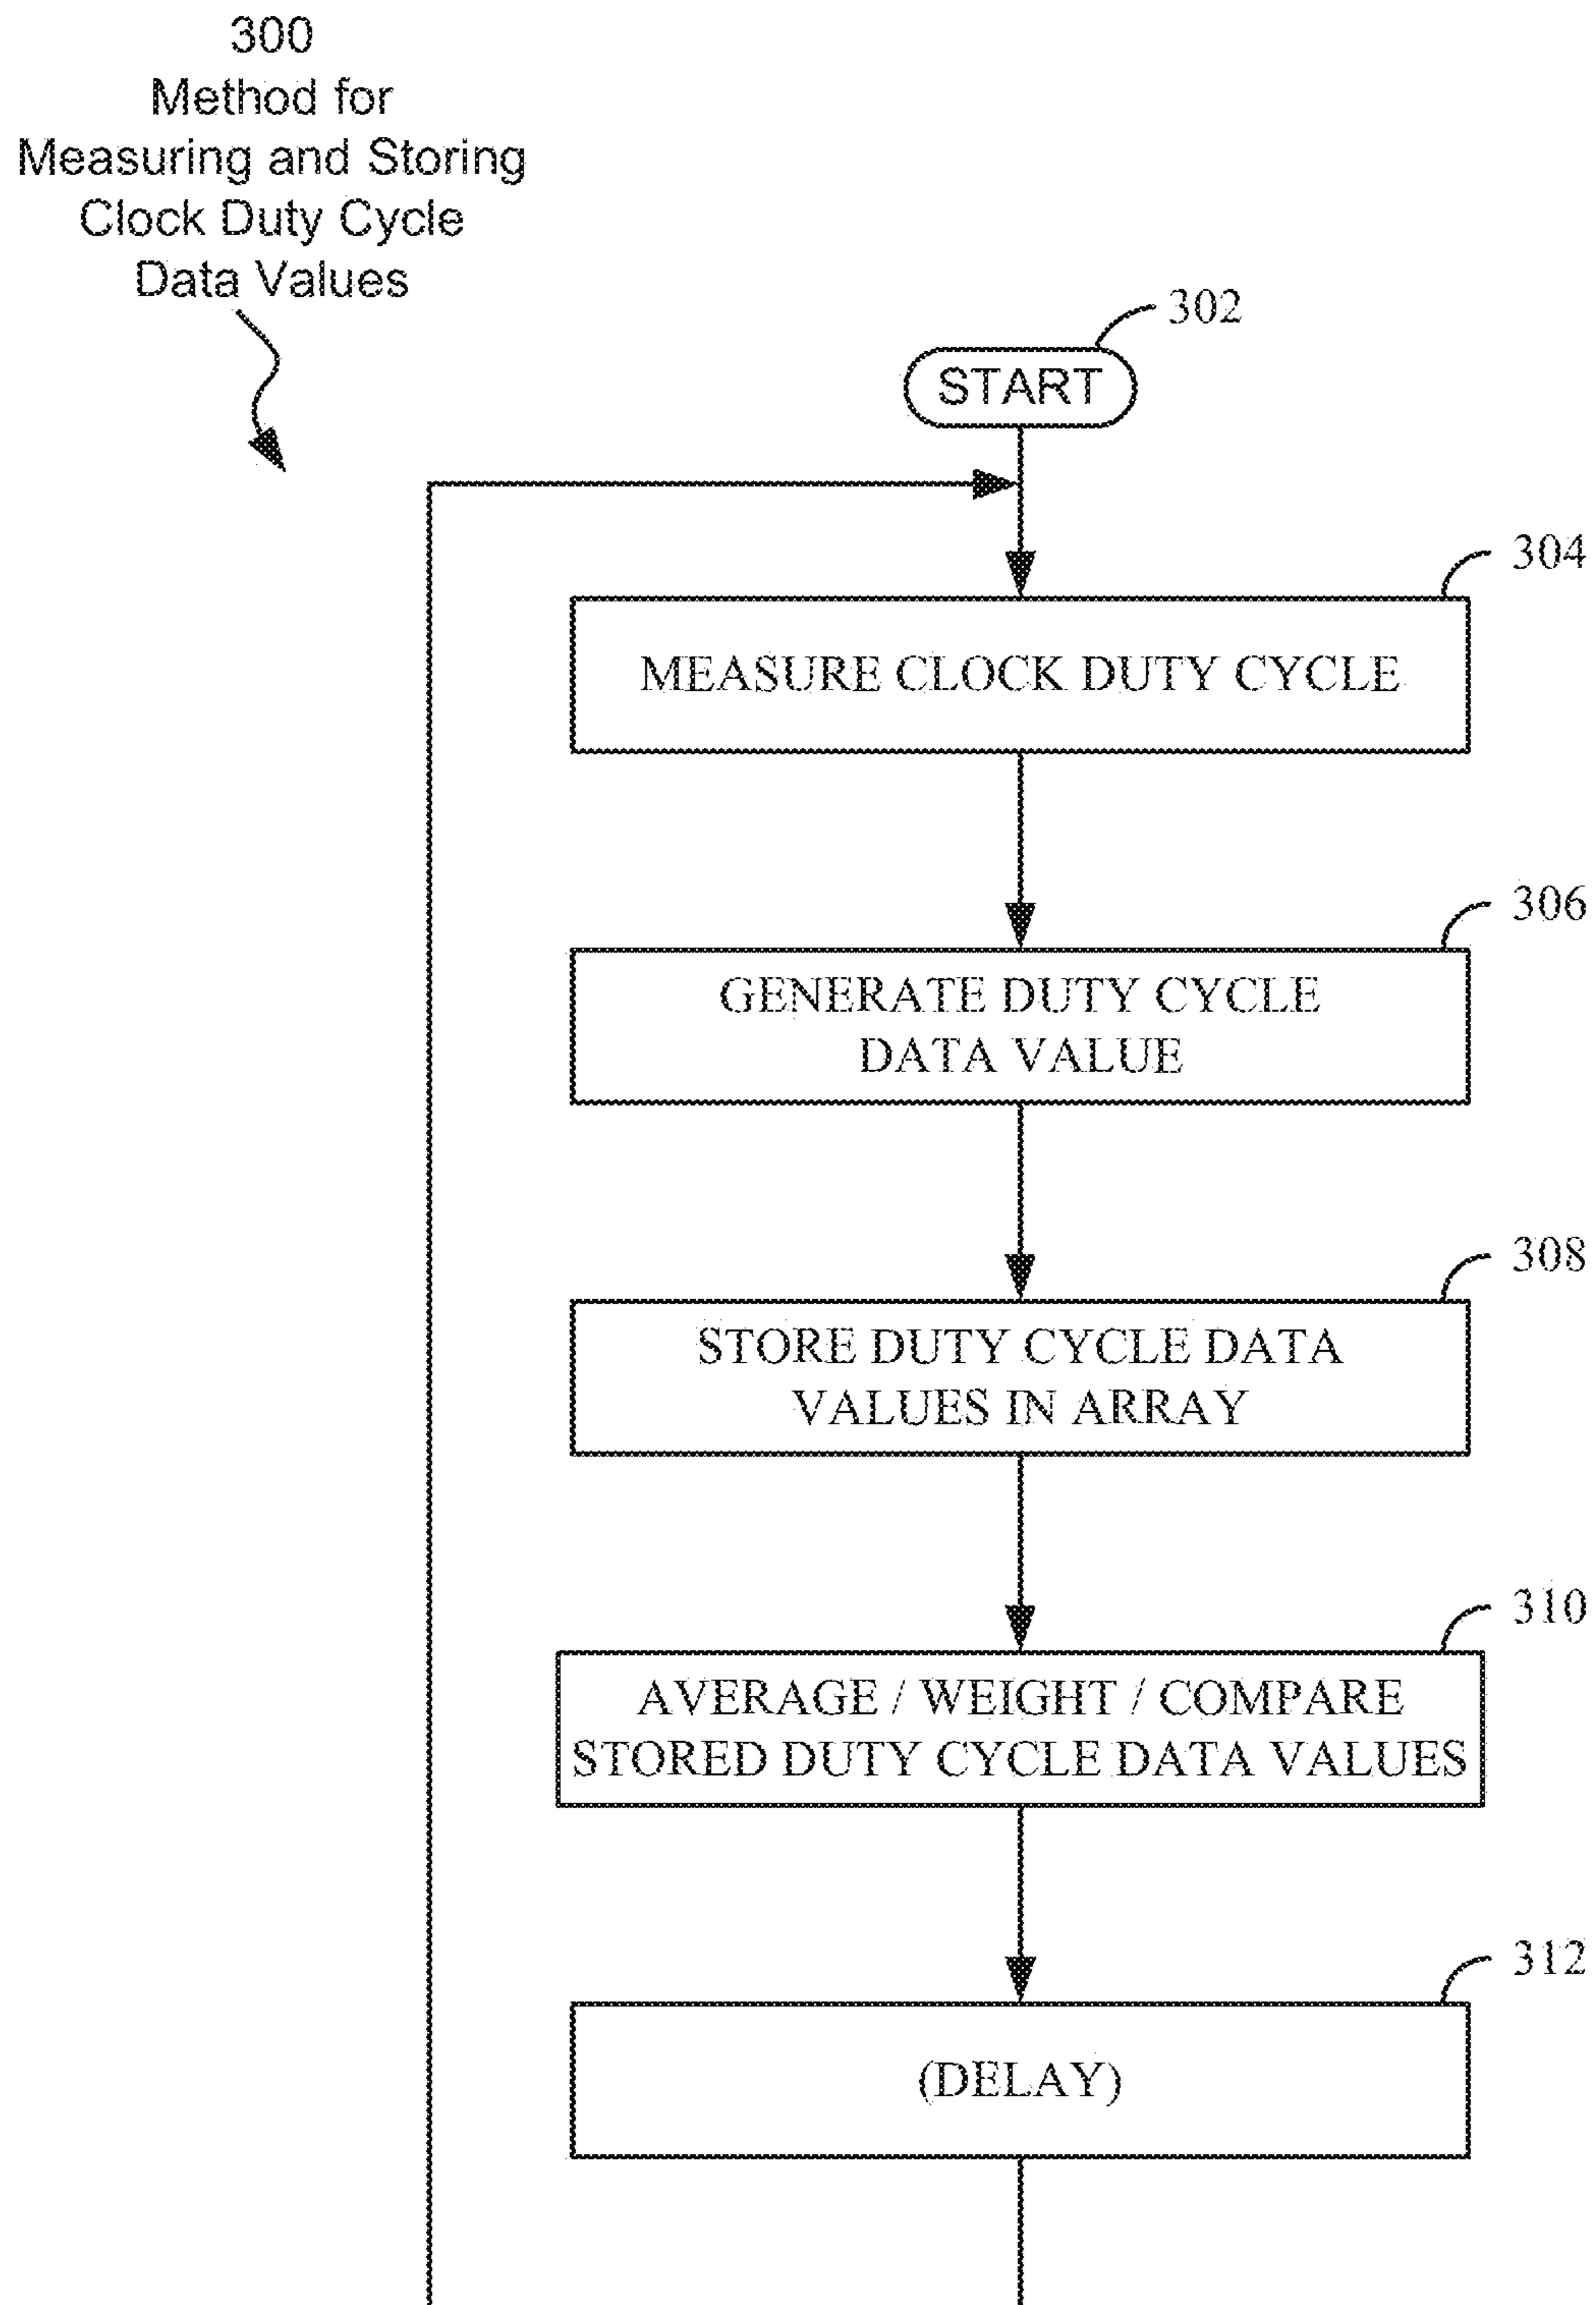 300
Method for
Measuring and Storing
Clock Duty Cycle
Data Values
302
START
304
MEASURE CLOCK DUTY CYCLE
306
GENERATE DUTY CYCLE
DATA VALUE
308
STORE DUTY CYCLE DATA
VALUES IN ARRAY
310
AVERAGE / WEIGHT / COMPARE
STORED DUTY CYCLE DATA VALUES
312
(DELAY)